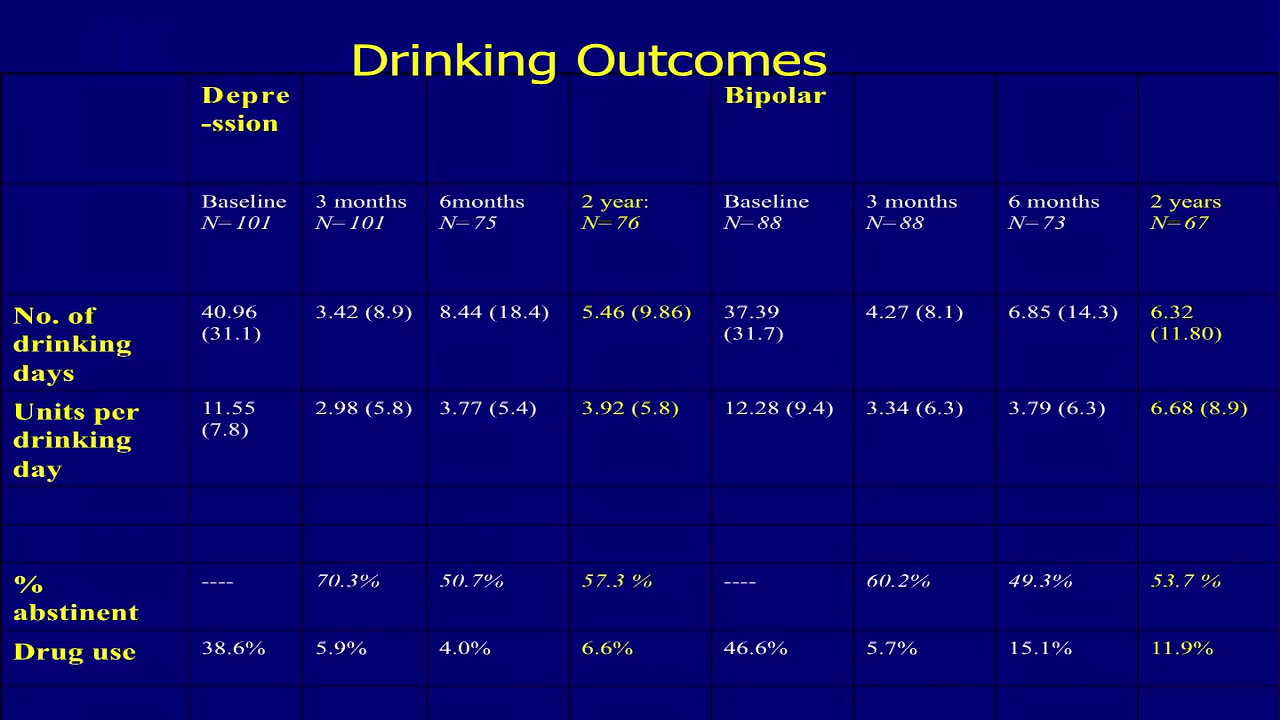 Drinking Outcomes
Depre Bipolar
-ssion
Baseline 3 months 6months 2 year: Baseline 3 months 6 months 2 years
N=101 N=101 N=75 N=76 N=88 N=88 N=73 N=67
No. of 40.96 3.42 (8.9) 8.44 (18.4) 5.46 (9.86) 37.39 4.27 (8.1) 6.85 (14.3) 6.32
drinking (31.1) (31.7) (11.80)
days
Units per 11.55 2.98 (5.8) 3.77 (5.4) 3.92 (5.8) 12.28 (9.4) 3.34 (6.3) 3.79 (6.3) 6.68 (8.9)
drinking (7.8)
day
% ---- 70.3% 50.7% 57.3 % ---- 60.2% 49.3% 53.7 %
abstinent
Drug use 38.6% 5.9% 4.0% 6.6% 46.6% 5.7% 15.1% 11.9%